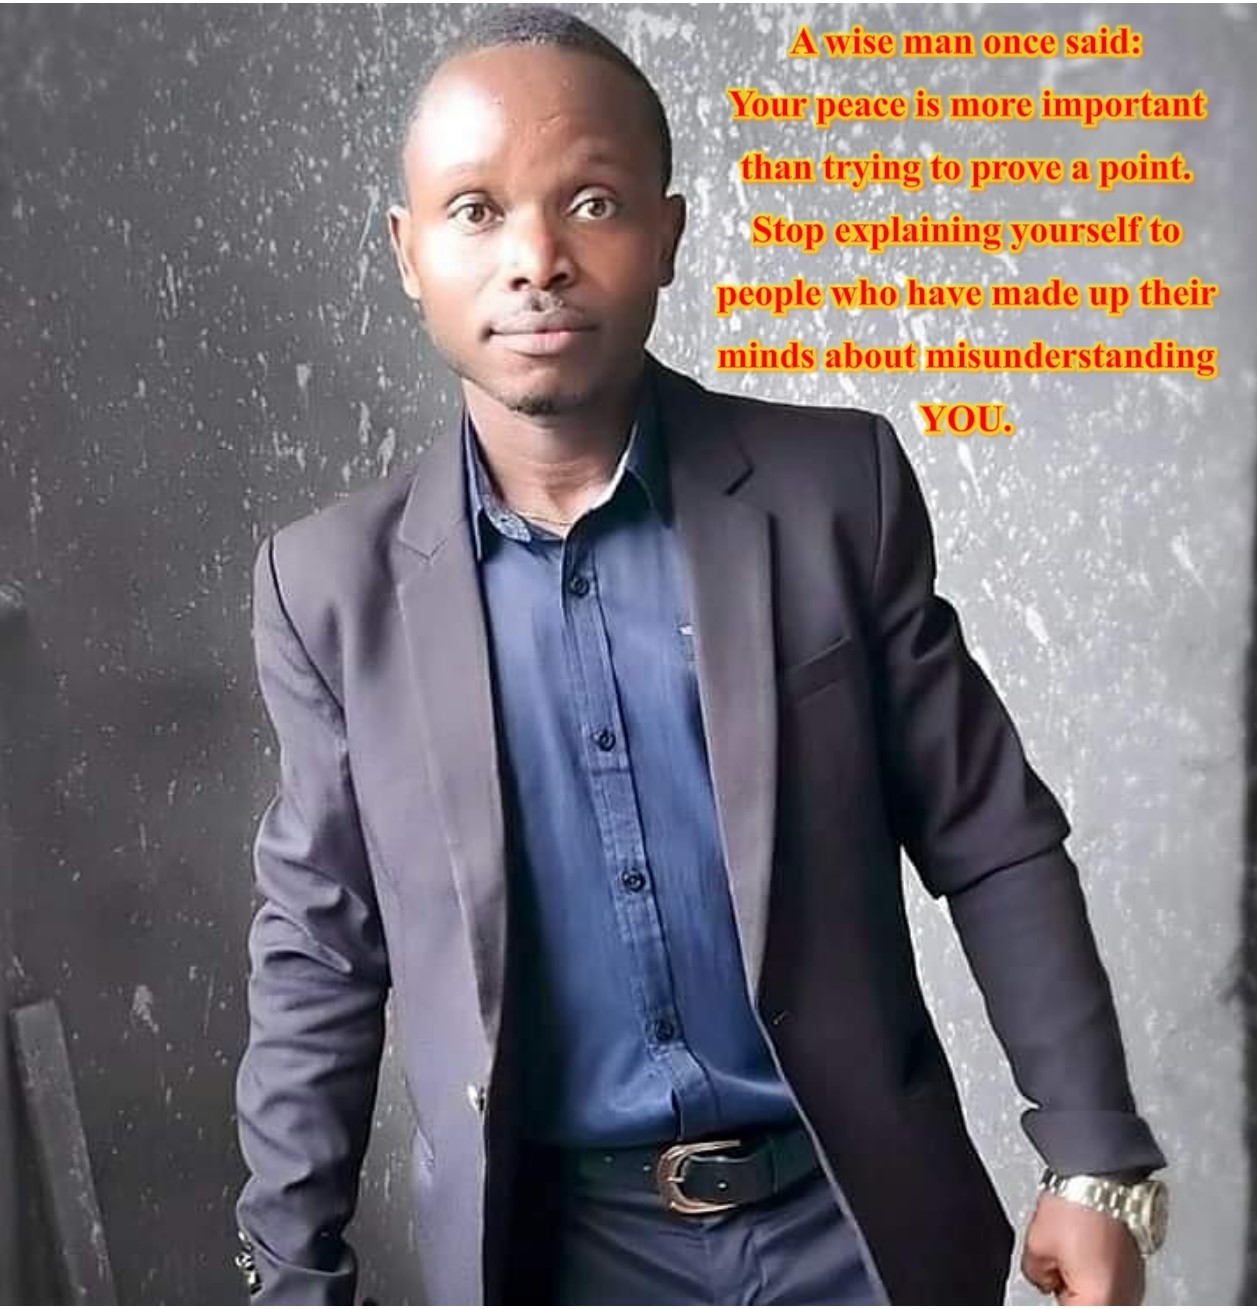 A wise man once said:
Your peace is more important
than trying to prove a point.
Stop explaining yourself to
people who have made up their
minds about misunderstanding
YOU.